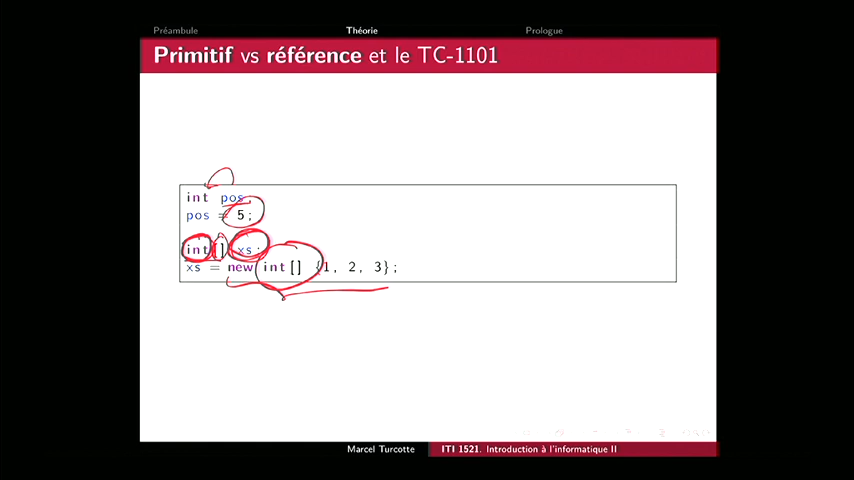 Préambule Théorie Prologue
Primitif vs référence et le TC-1101
int pos;
pos = 5;
int[] xs;
xs = new int[] {1, 2, 3};
Marcel Turcotte ITI 1521. Introduction à l'informatique II